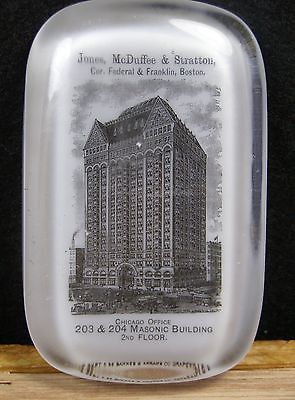 Jones, McDuffee & Stratton,
Cor. Federal & Franklin, Boston.
CHICAGO OFFICE
203 & 204 MASONIC BUILDING
2ND FLOOR.